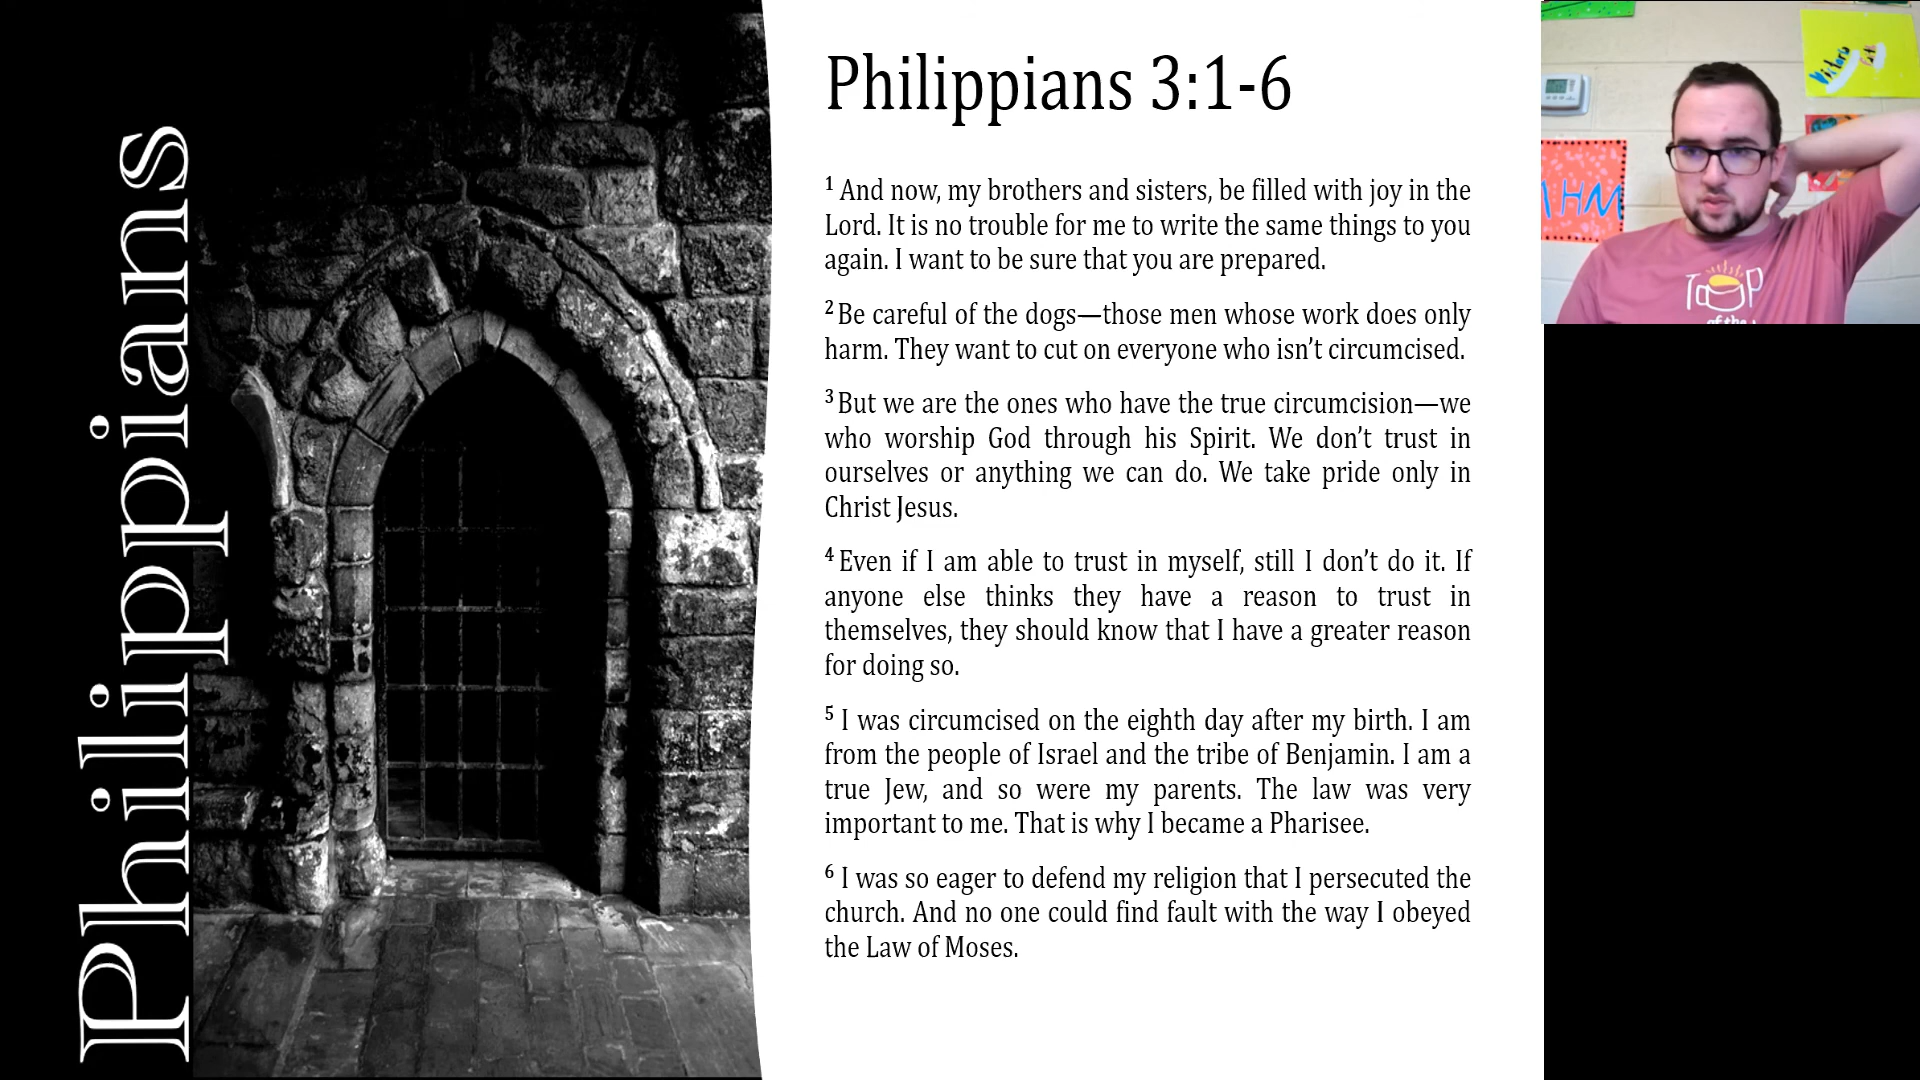 Philippians
Philippians 3:1-6
1 And now, my brothers and sisters, be filled with joy in the
Lord. It is no trouble for me to write the same things to you
again. I want to be sure that you are prepared.
2 Be careful of the dogs—those men whose work does only
harm. They want to cut on everyone who isn’t circumcised.
3 But we are the ones who have the true circumcision—we
who worship God through his Spirit. We don’t trust in
ourselves or anything we can do. We take pride only in
Christ Jesus.
4 Even if I am able to trust in myself, still I don’t do it. If
anyone else thinks they have a reason to trust in
themselves, they should know that I have a greater reason
for doing so.
5 I was circumcised on the eighth day after my birth. I am
from the people of Israel and the tribe of Benjamin. I am a
true Jew, and so were my parents. The law was very
important to me. That is why I became a Pharisee.
6 I was so eager to defend my religion that I persecuted the
church. And no one could find fault with the way I obeyed
the Law of Moses.
AHM
of the